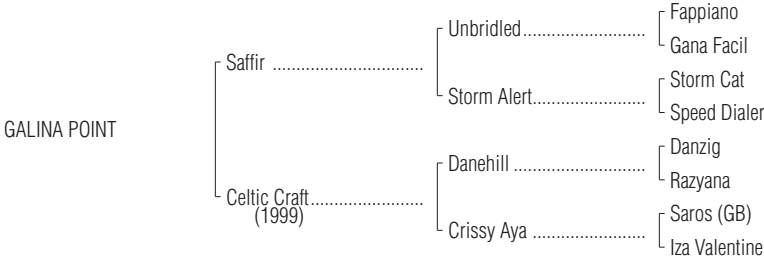 Fappiano
Unbridled
Gana Facil
Saffir
Storm Cat
Storm Alert
Speed Dialer
GALINA POINT
Danzig
Danehill
Razyana
Celtic Craft
(1999)
Saros (GB)
Crissy Aya
Iza Valentine